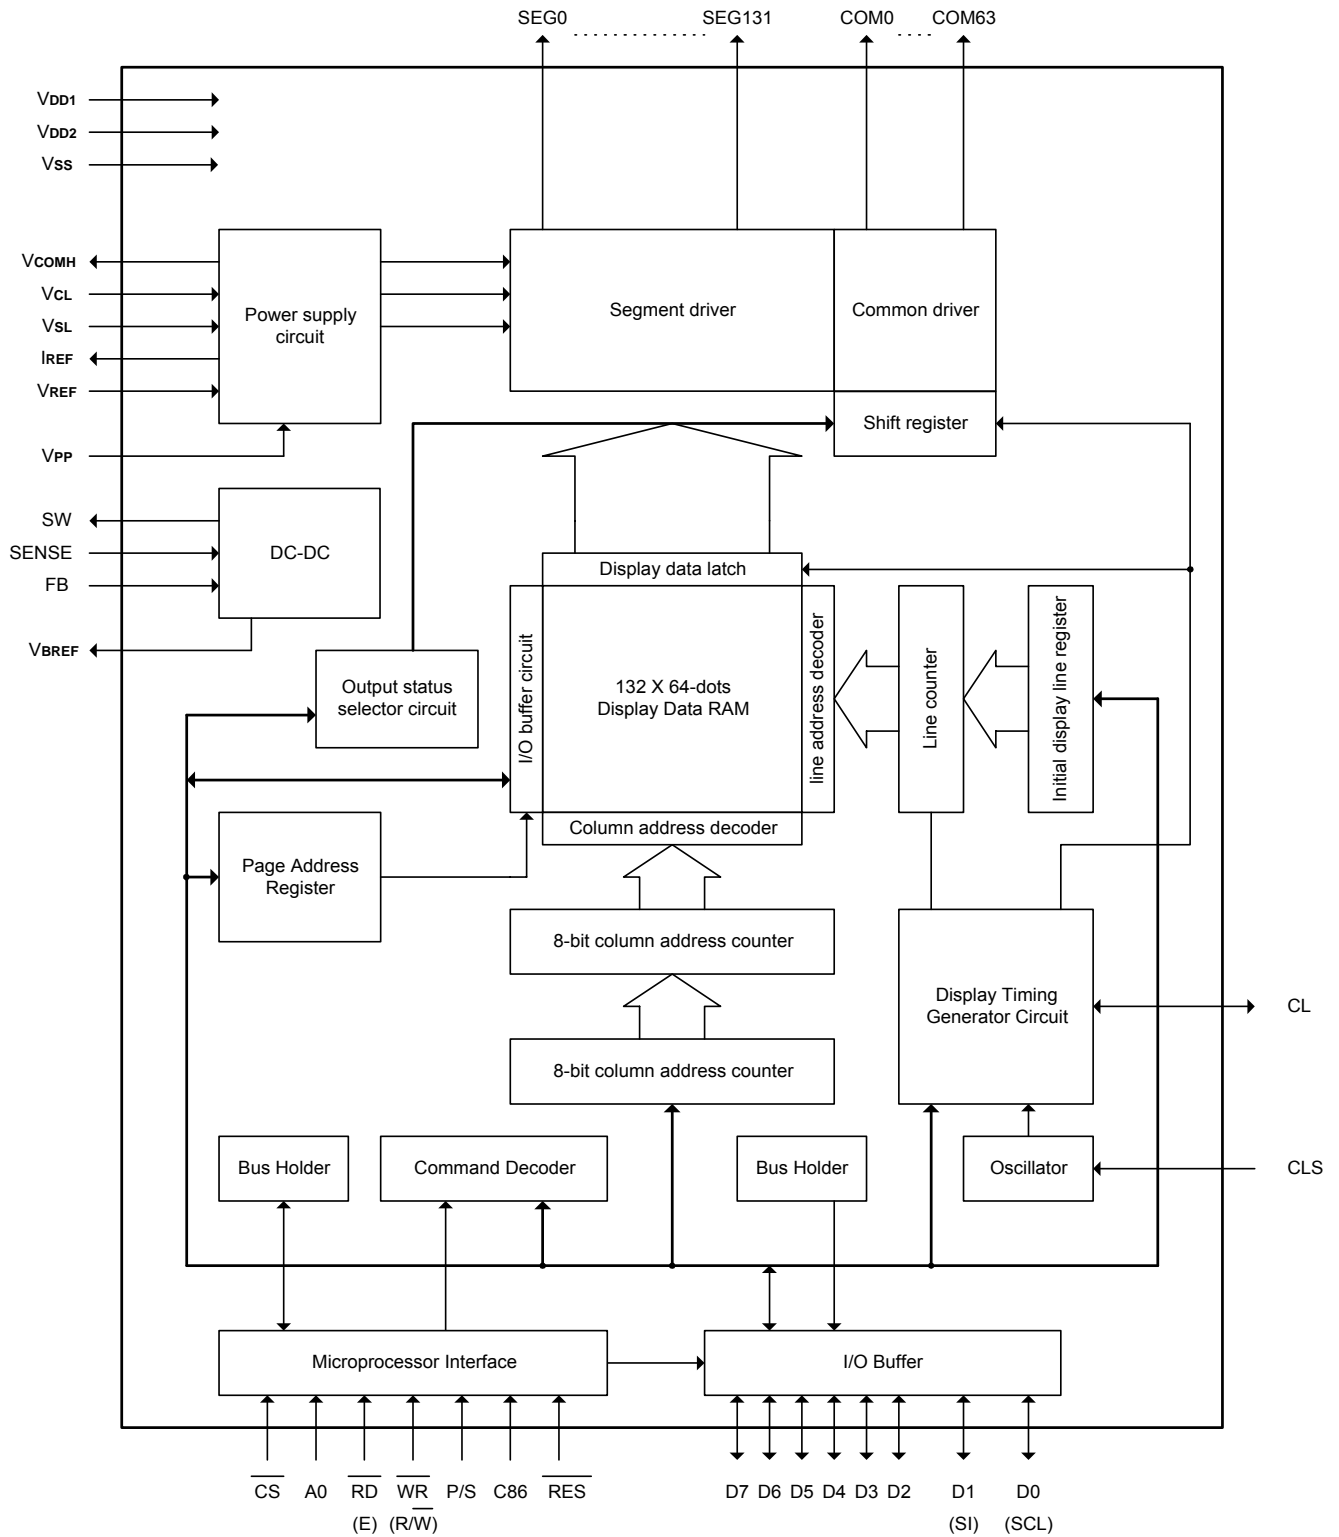 SEG0 ............ SEG131 COM0 .... COM63
VDD1
VDD2
VSS
VCOMH
VCL
VSL
IREF
VREF
VPP
Power supply
circuit
Segment driver
Common driver
Shift register
SW
SENSE
FB
VBREF
DC-DC
Output status
selector circuit
Display data latch
I/O buffer circuit
132 X 64-dots
Display Data RAM
line address decoder
Line counter
Initial display line register
Column address decoder
Page Address
Register
8-bit column address counter
8-bit column address counter
Display Timing
Generator Circuit
CL
Bus Holder
Command Decoder
Bus Holder
Oscillator
CLS
Microprocessor Interface
I/O Buffer
C̅S̅ A0 R̅D̅ W̅R̅ P/S C86 R̅E̅S̅ D7 D6 D5 D4 D3 D2 D1 D0
(E) (R/W̅) (SI) (SCL)